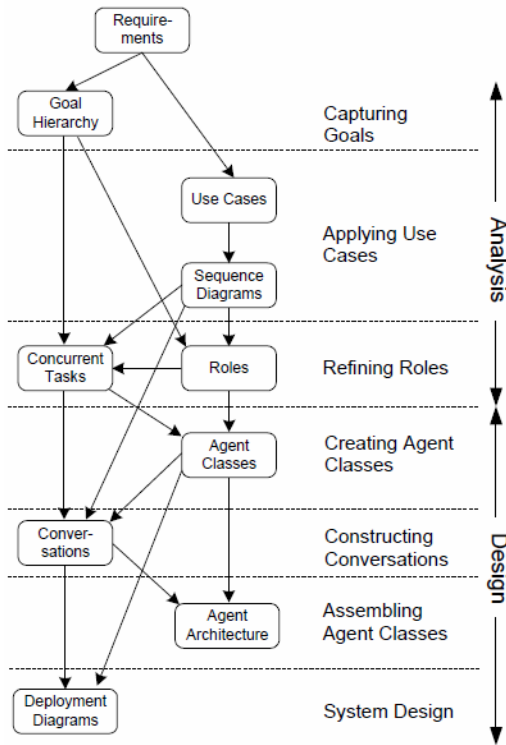 Require-
ments
Goal
Hierarchy
Capturing
Goals
Use Cases
Applying Use
Cases
Analysis
Sequence
Diagrams
Concurrent
Tasks
Roles
Refining Roles
Agent
Classes
Creating Agent
Classes
Conver-
sations
Constructing
Conversations
Design
Agent
Architecture
Assembling
Agent Classes
Deployment
Diagrams
System Design